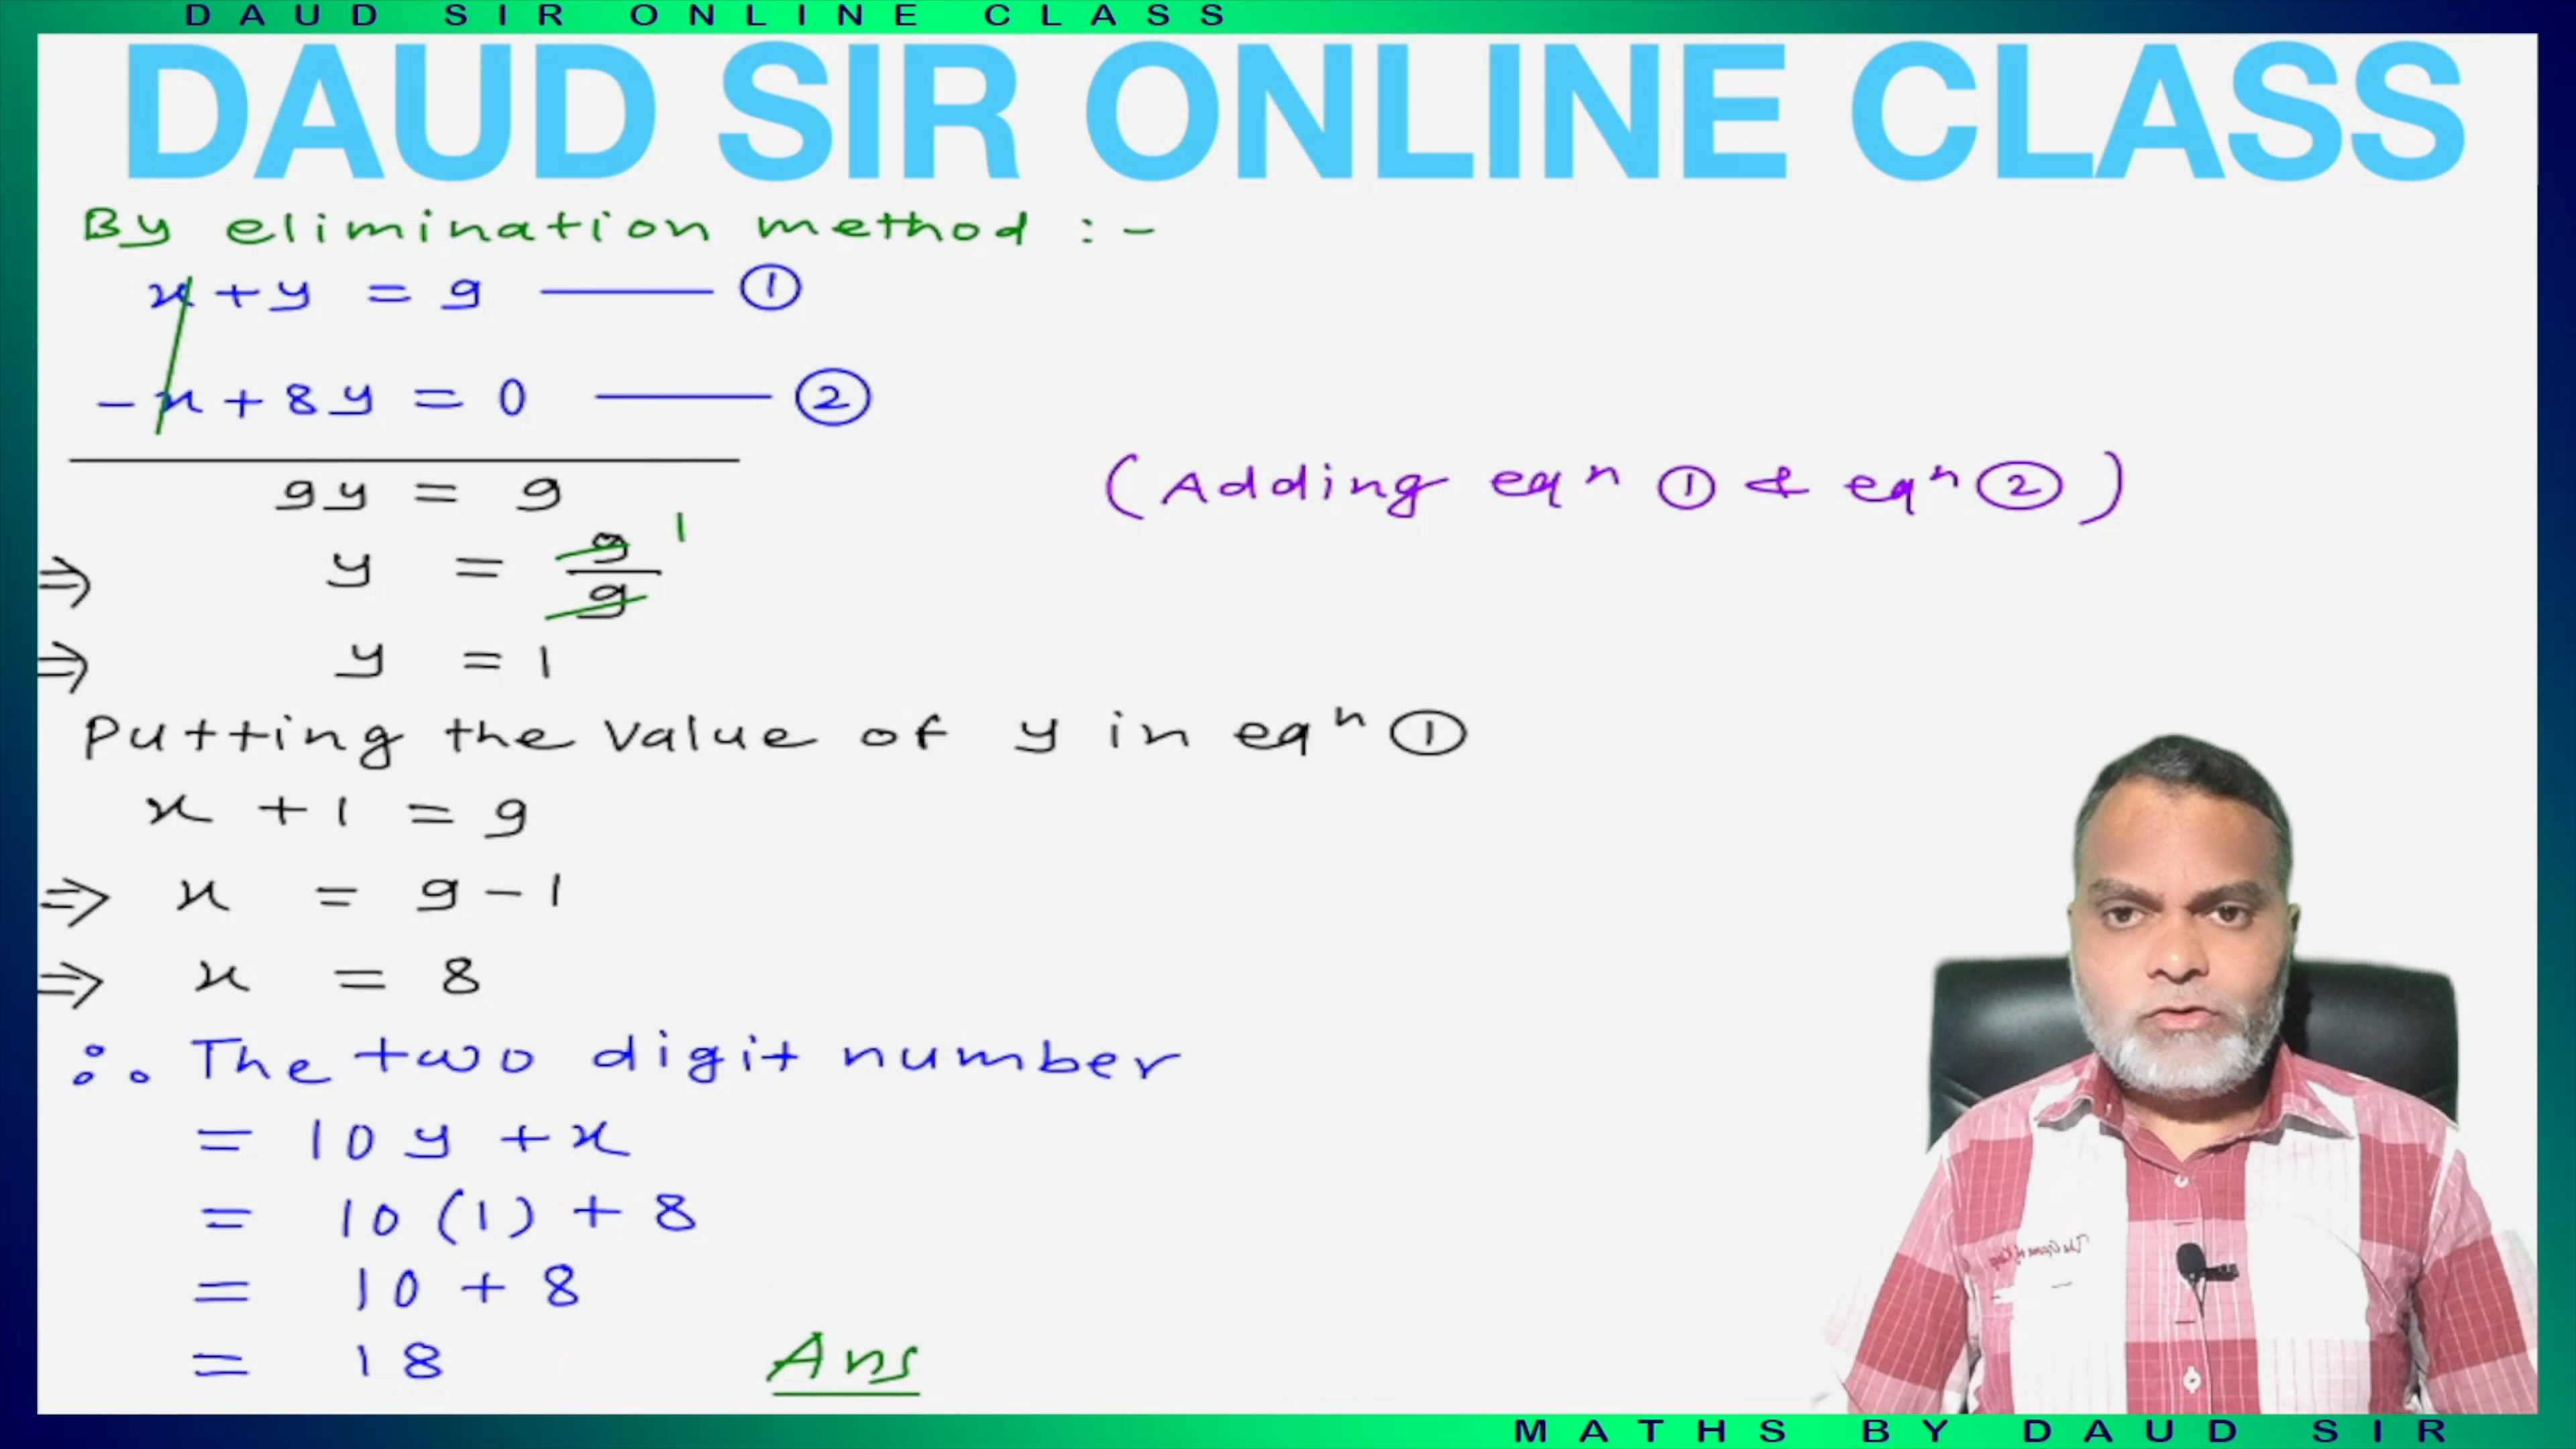 DAUD SIR ONLINE CLASS
DAUD SIR ONLINE CLASS
By elimination method :-
x + y = 9 —— ①
- x + 8y = 0 —— ②
9y = 9 (Adding eqⁿ ① & eqⁿ ②)
⇒ y = 9/9 1
⇒ y = 1
Putting the value of y in eqⁿ ①
x + 1 = 9
⇒ x = 9 - 1
⇒ x = 8
∴ The two digit number
= 10y + x
= 10(1) + 8
= 10 + 8
= 18 Ans
MATHS BY DAUD SIR